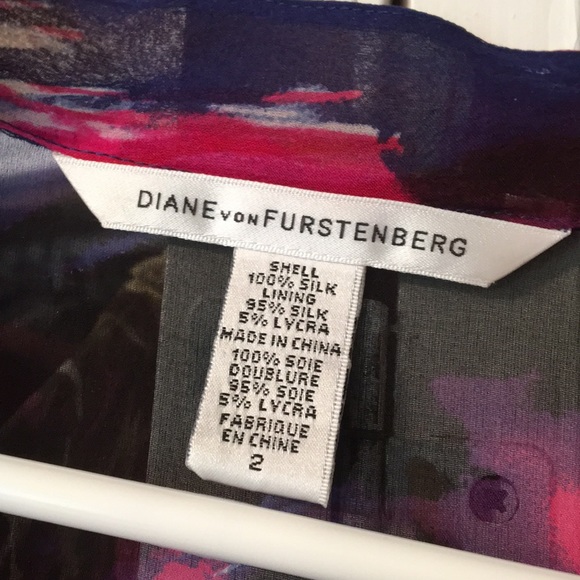 DIANE VON FURSTENBERG
SHELL
100% SILK
LINING
95% SILK
5% LYCRA
MADE IN CHINA
100% SOIE
DOUBLURE
95% SOIE
5% LYCRA
FABRIQUE
EN CHINE
2